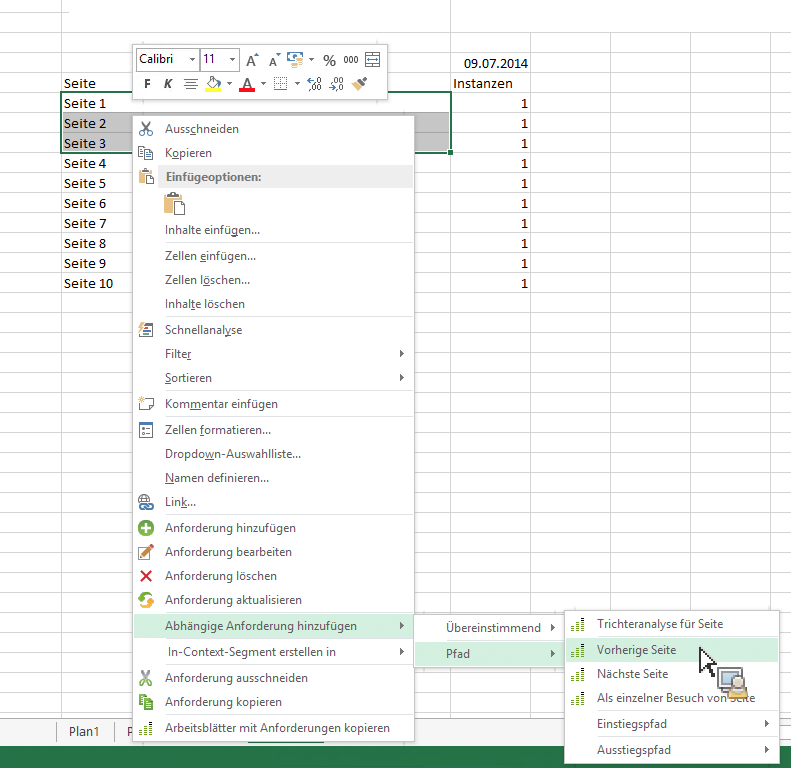 Calibri 11 A A % 000
09.07.2014
F K A ,00 ,00
Seite Instanzen
Seite 1 1
Seite 2 1
Seite 3 1
Seite 4 1
Seite 5 1
Seite 6 1
Seite 7 1
Seite 8 1
Seite 9 1
Seite 10 1
Ausschneiden
Kopieren
Einfügeoptionen:
Inhalte einfügen...
Zellen einfügen...
Zellen löschen...
Inhalte löschen
Schnellanalyse
Filter
Sortieren
Kommentar einfügen
Zellen formatieren...
Dropdown-Auswahlliste...
Namen definieren...
Link...
Anforderung hinzufügen
Anforderung bearbeiten
Anforderung löschen
Anforderung aktualisieren
Abhängige Anforderung hinzufügen
In-Context-Segment erstellen in
Anforderung ausschneiden
Anforderung kopieren
Arbeitsblätter mit Anforderungen kopieren
Übereinstimmend
Pfad
Trichteranalyse für Seite
Vorherige Seite
Nächste Seite
Als einzelner Besuch von Seite
Einstiegspfad
Ausstiegspfad
Plan1